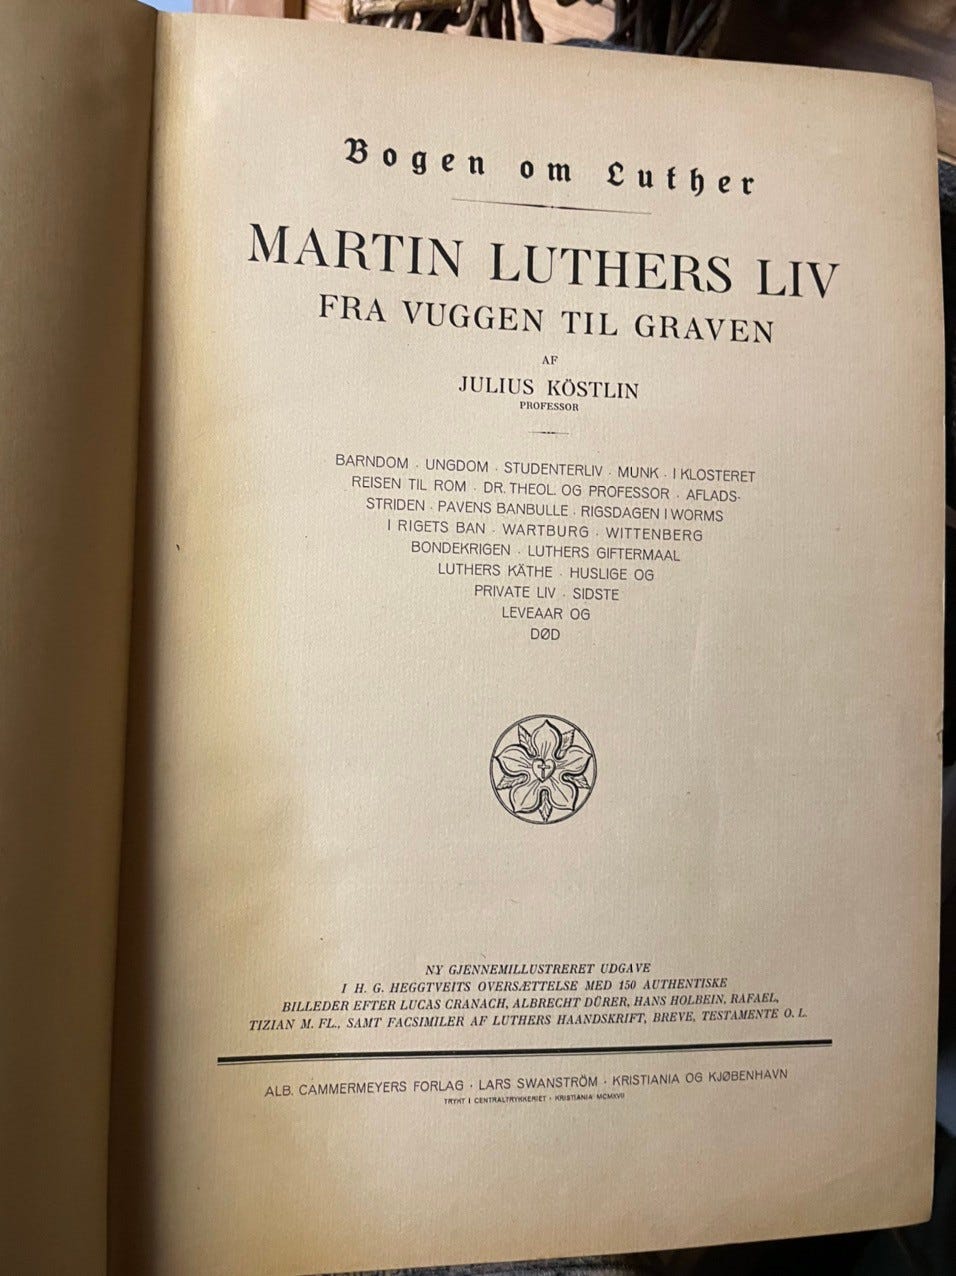 Bogen om Luther
MARTIN LUTHERS LIV
FRA VUGGEN TIL GRAVEN
AF
JULIUS KÖSTLIN
PROFESSOR
BARNDOM · UNGDOM · STUDENTERLIV · MUNK · I KLOSTERET
REISEN TIL ROM · DR. THEOL. OG PROFESSOR · AFLADS-
STRIDEN · PAVENS BANBULLE · RIGSDAGEN I WORMS
I RIGETS BAN · WARTBURG · WITTENBERG
BONDEKRIGEN · LUTHERS GIFTERMAAL
LUTHERS KÄTHE · HUSLIGE OG
PRIVATE LIV · SIDSTE
LEVEAAR OG
DØD
NY GJENNEMILLUSTRERET UDGAVE
I H. G. HEGGTVEITS OVERSÆTTELSE MED 150 AUTHENTISKE
BILLEDER EFTER LUCAS CRANACH, ALBRECHT DÜRER, HANS HOLBEIN, RAFAEL,
TIZIAN M. FL., SAMT FACSIMILER AF LUTHERS HAANDSKRIFT, BREVE, TESTAMENTE O. L.
ALB. CAMMERMEYERS FORLAG · LARS SWANSTRÖM · KRISTIANIA OG KJØBENHAVN
TRYKT I CENTRALTRYKKERIET · KRISTIANIA MCMXVII